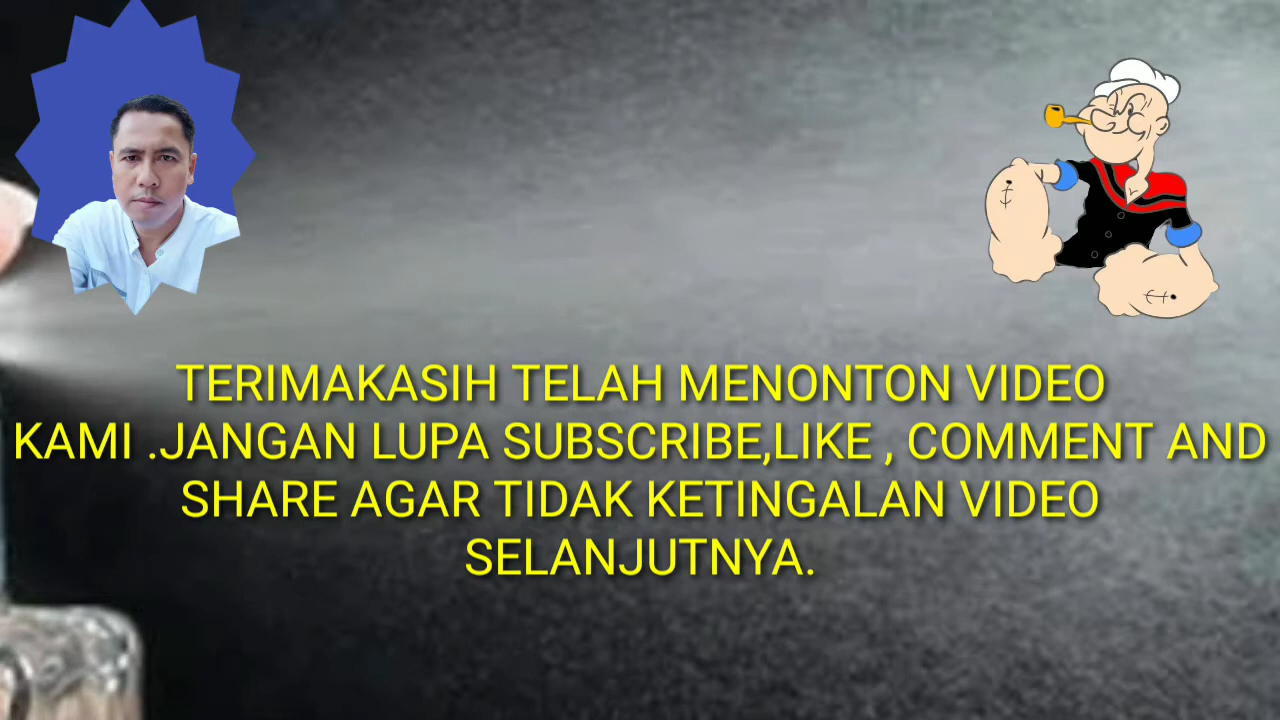 TERIMAKASIH TELAH MENONTON VIDEO
KAMI .JANGAN LUPA SUBSCRIBE,LIKE , COMMENT AND
SHARE AGAR TIDAK KETINGALAN VIDEO
SELANJUTNYA.